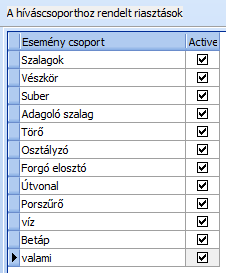 A híváscsoporthoz rendelt riasztások
Esemény csoport Active
Szalagok
Vészkör
Suber
Adagoló szalag
Törő
Osztályzó
Forgó elosztó
Útvonal
Porszűrő
víz
Betáp
valami